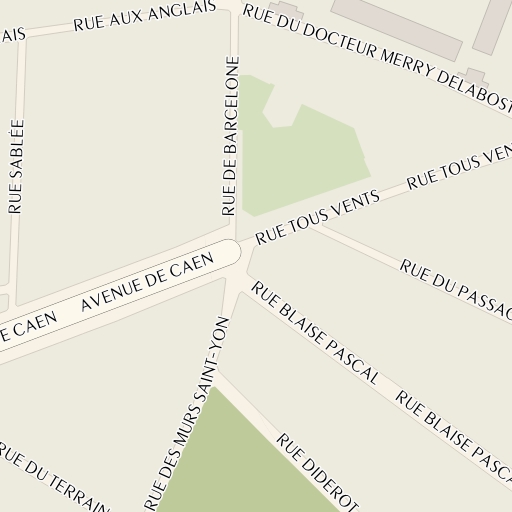 AIS
RUE AUX ANGLAIS
RUE DU DOCTEUR MERRY DELABOST
RUE SABLÉE
RUE DE BARCELONE
RUE TOUS VENTS
RUE TOUS VEN
AVENUE DE CAEN
E CAEN
RUE DU PASSAG
RUE BLAISE PASCAL
RUE BLAISE PASCA
RUE DES MURS SAINT-YON
RUE DIDEROT
RUE DU TERRAIN